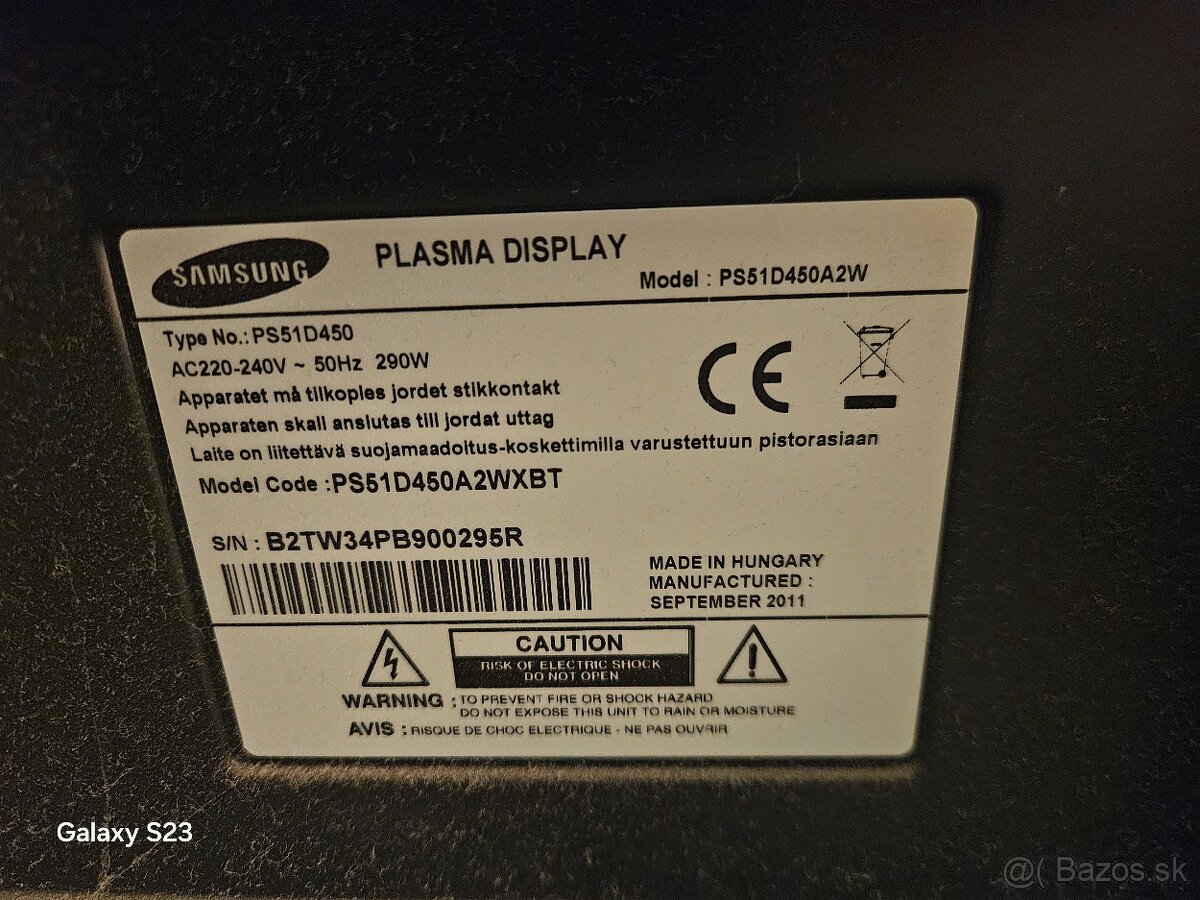 SAMSUNG
PLASMA DISPLAY
Model : PS51D450A2W
Type No.:PS51D450
AC220-240V ~ 50Hz 290W
Apparatet må tilkoples jordet stikkontakt
Apparaten skall anslutas till jordat uttag
Laite on liitettävä suojamaadoitus-koskettimilla varustettuun pistorasiaan
CE
Model Code :PS51D450A2WXBT
S/N : B2TW34PB900295R
MADE IN HUNGARY
MANUFACTURED :
SEPTEMBER 2011
CAUTION
RISK OF ELECTRIC SHOCK
DO NOT OPEN
WARNING : TO PREVENT FIRE OR SHOCK HAZARD
DO NOT EXPOSE THIS UNIT TO RAIN OR MOISTURE
AVIS : RISQUE DE CHOC ELECTRIQUE - NE PAS OUVRIR
Galaxy S23
@( Bazos.sk